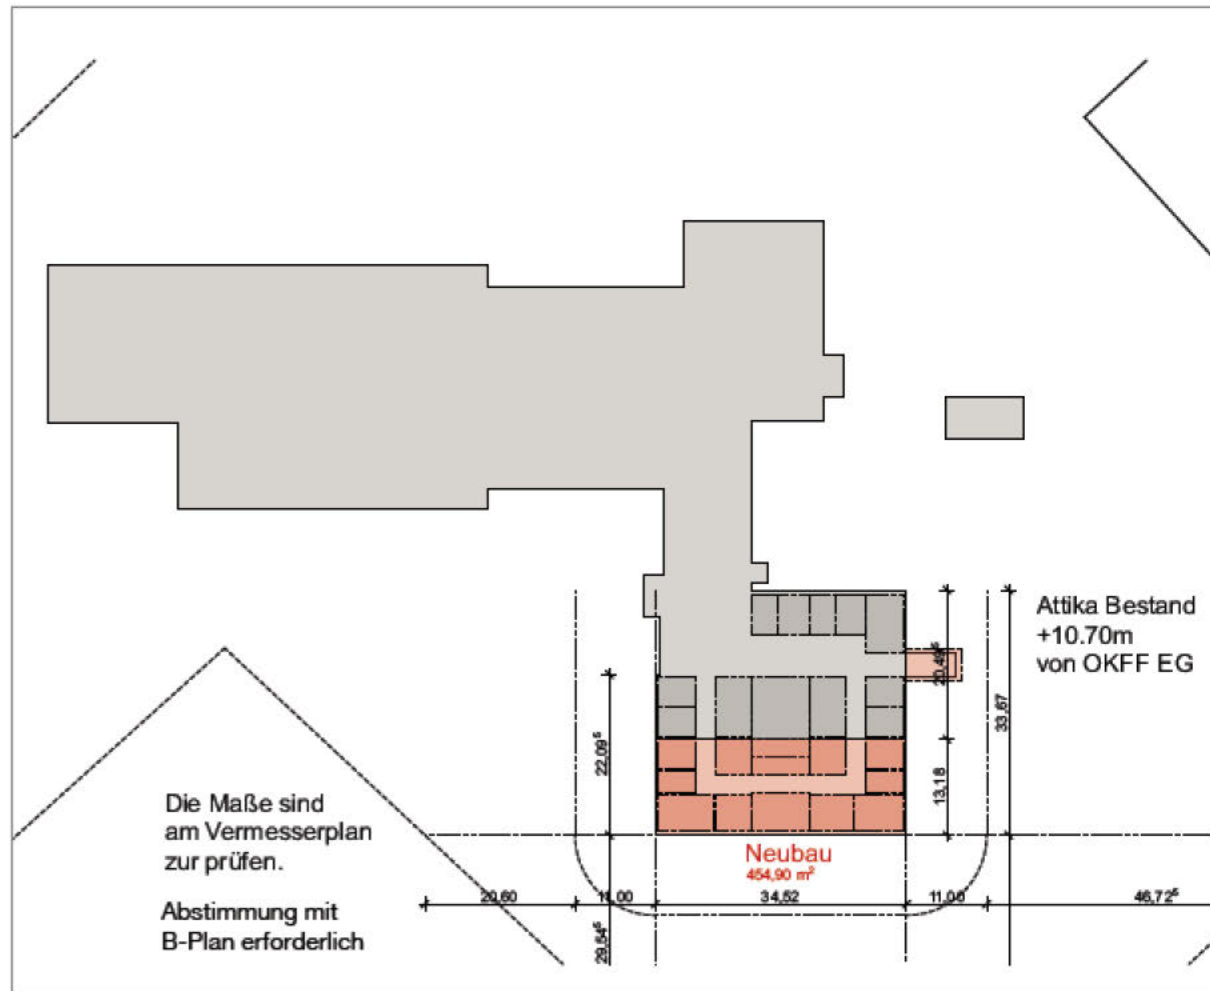 Attika Bestand
+10.70m
von OKFF EG
20,49⁵
33,67
22,09⁵
13,18
Die Maße sind
am Vermesserplan
zur prüfen.
Neubau
454,90 m²
20,60
11,00
34,52
11,00
46,72⁵
Abstimmung mit
B-Plan erforderlich
29,54⁵